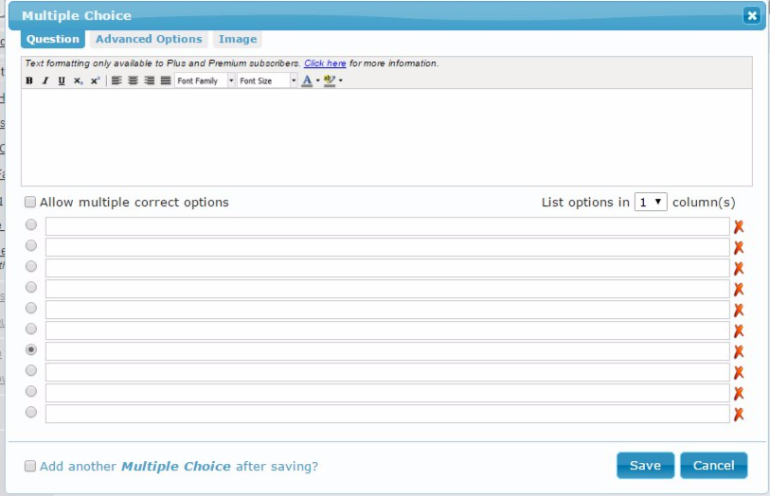 Multiple Choice
Question Advanced Options Image
Text formatting only available to Plus and Premium subscribers. Click here for more information.
B I U X₂ X² Font Family Font Size A ab
Allow multiple correct options List options in 1 column(s)
Add another Multiple Choice after saving? Save Cancel